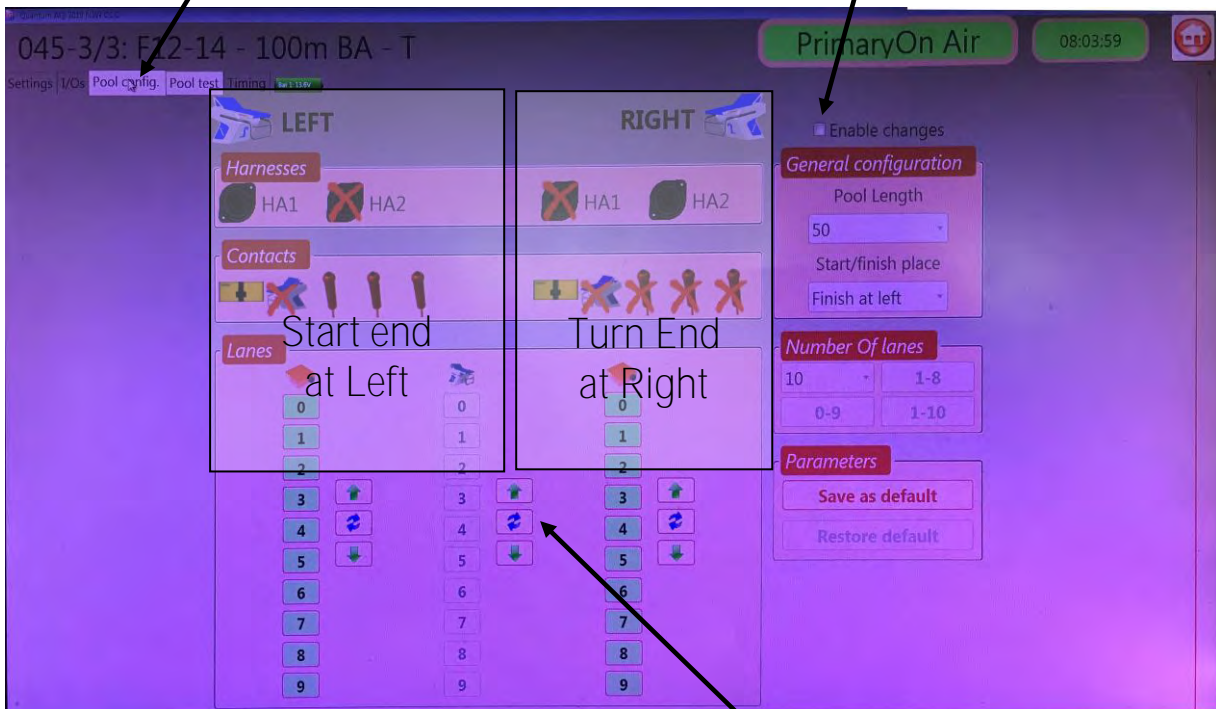 045-3/3: F12-14 - 100m BA - T
PrimaryOn Air
08:03:59
Settings
I/Os
Pool config.
Pool test
Timing
LEFT
RIGHT
Enable changes
Harnesses
HA1
HA2
HA1
HA2
General configuration
Pool Length
50
Start/finish place
Finish at left
Contacts
Start end
at Left
Turn End
at Right
Lanes
0 0 0
1 1 1
2 2 2
3 3 3
4 4 4
5 5 5
6 6 6
7 7 7
8 8 8
9 9 9
Number Of lanes
10
1-8
0-9
1-10
Parameters
Save as default
Restore default